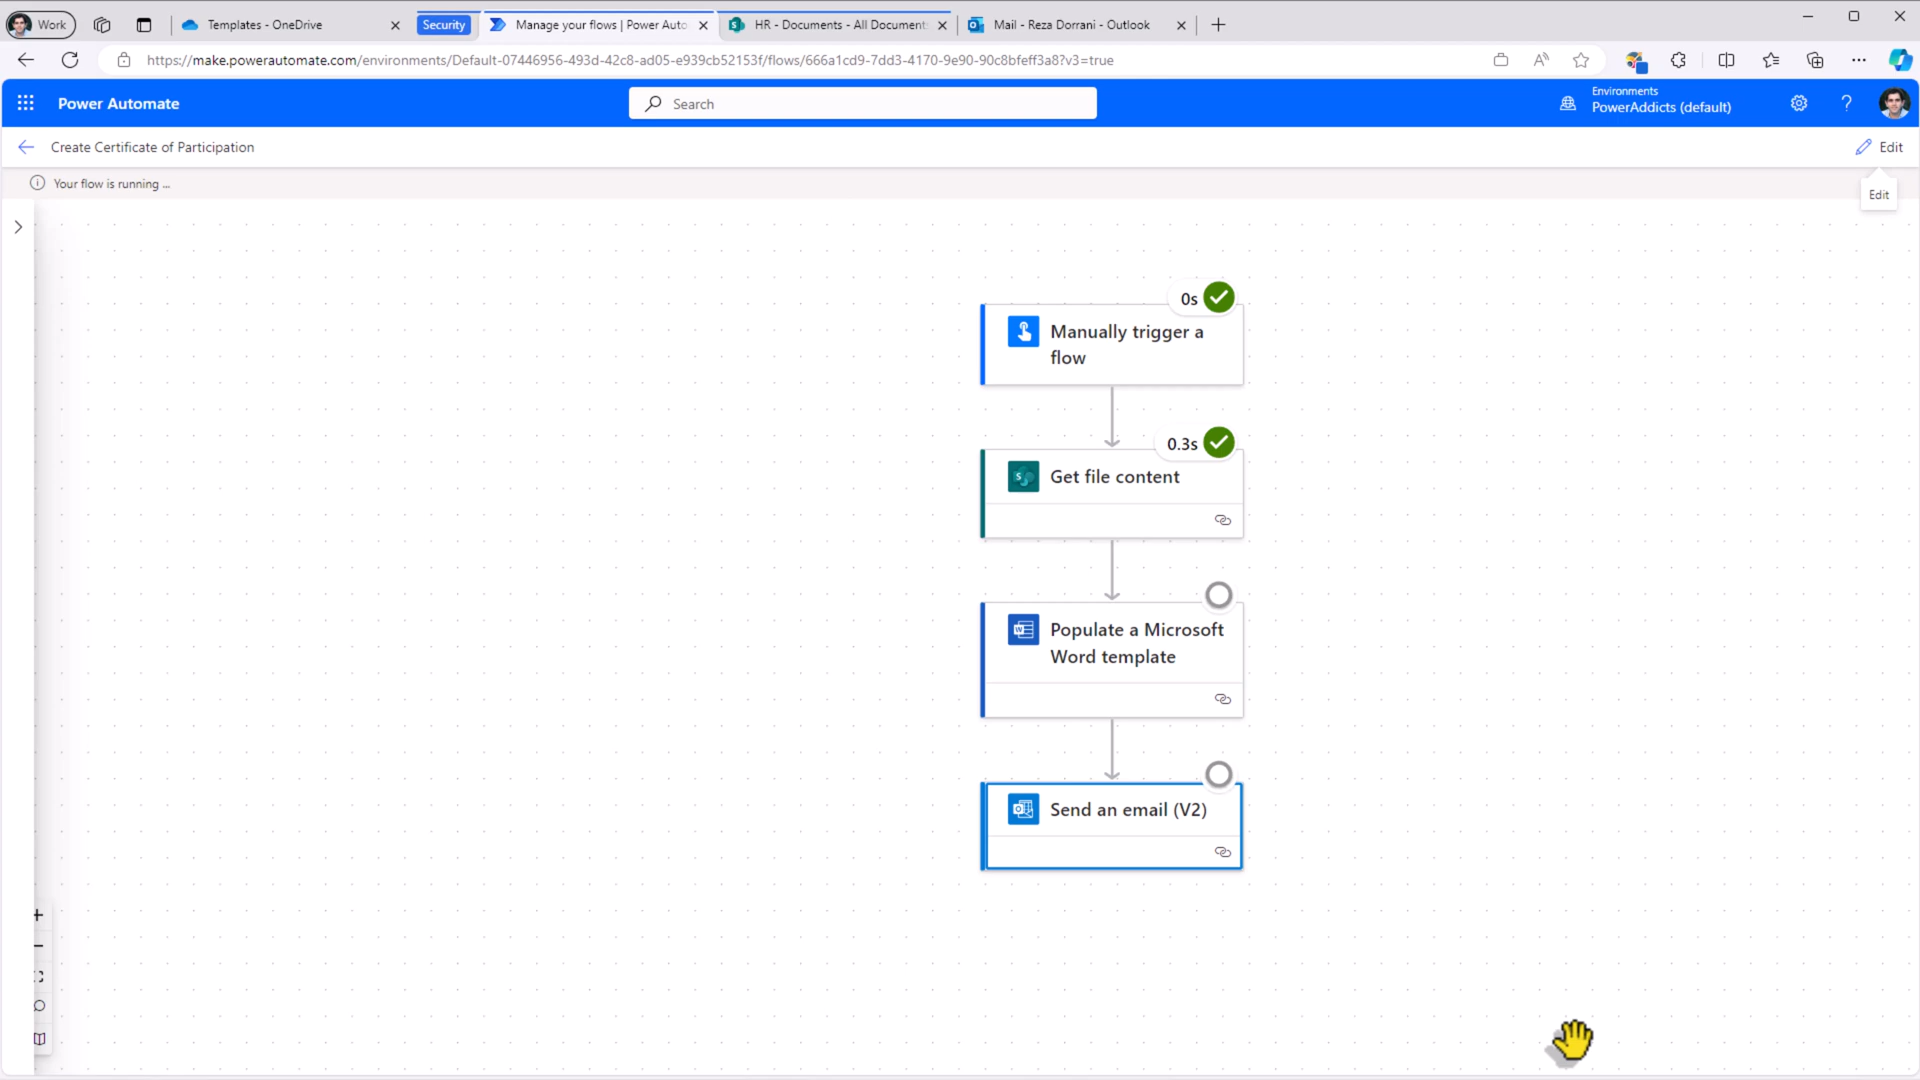 Work
Templates - OneDrive
Security
Manage your flows | Power Auto
HR - Documents - All Documents
Mail - Reza Dorrani - Outlook
https://make.powerautomate.com/environments/Default-07446956-493d-42c8-ad05-e939cb52153f/flows/666a1cd9-7dd3-4170-9e90-90c8bfeff3a8?v3=true
Power Automate
Search
Environments
PowerAddicts (default)
Create Certificate of Participation
Edit
Your flow is running ...
Edit
0s
Manually trigger a
flow
0.3s
Get file content
Populate a Microsoft
Word template
Send an email (V2)